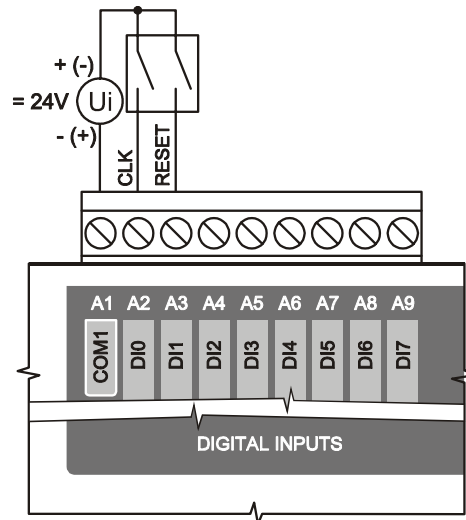 + (-)
= 24V
Ui
- (+)
CLK
RESET
A1 A2 A3 A4 A5 A6 A7 A8 A9
COM1 DI0 DI1 DI2 DI3 DI4 DI5 DI6 DI7
DIGITAL INPUTS